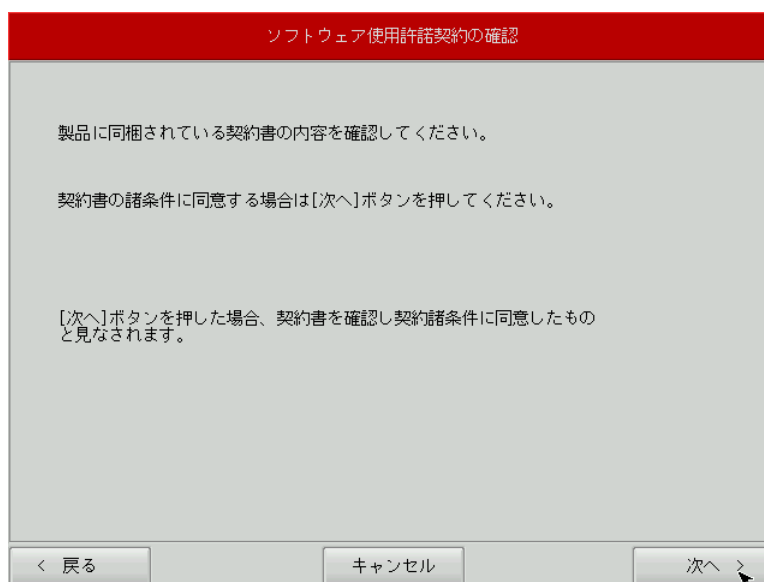 ソフトウェア使用許諾契約の確認
製品に同梱されている契約書の内容を確認してください。
契約書の諸条件に同意する場合は[次へ]ボタンを押してください。
[次へ]ボタンを押した場合、契約書を確認し契約諸条件に同意したもの
と見なされます。
< 戻る
キャンセル
次へ >